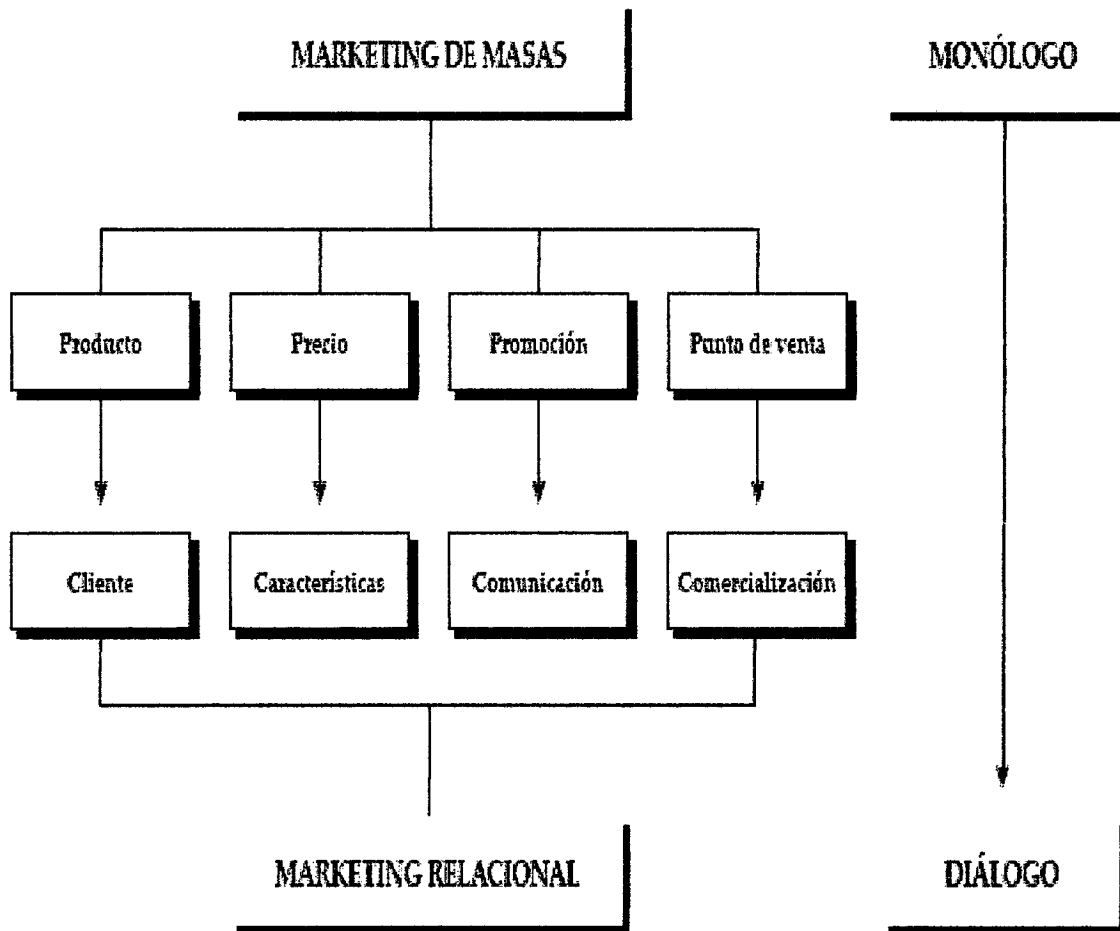 MARKETING DE MASAS
MONÓLOGO
Producto
Precio
Promoción
Punto de venta
Cliente
Características
Comunicación
Comercialización
MARKETING RELACIONAL
DIÁLOGO